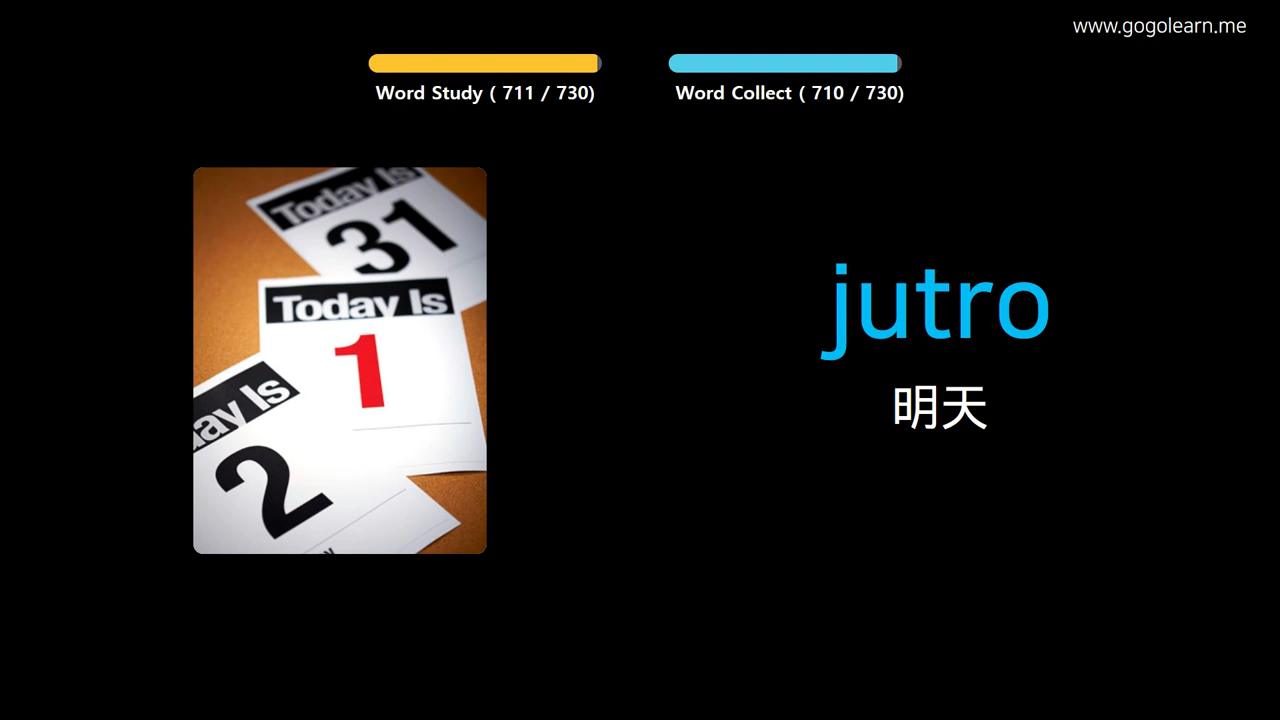 www.gogolearn.me
Word Study ( 711 / 730)
Word Collect ( 710 / 730)
Today Is
31
Today Is
1
ay Is
2
jutro
明天